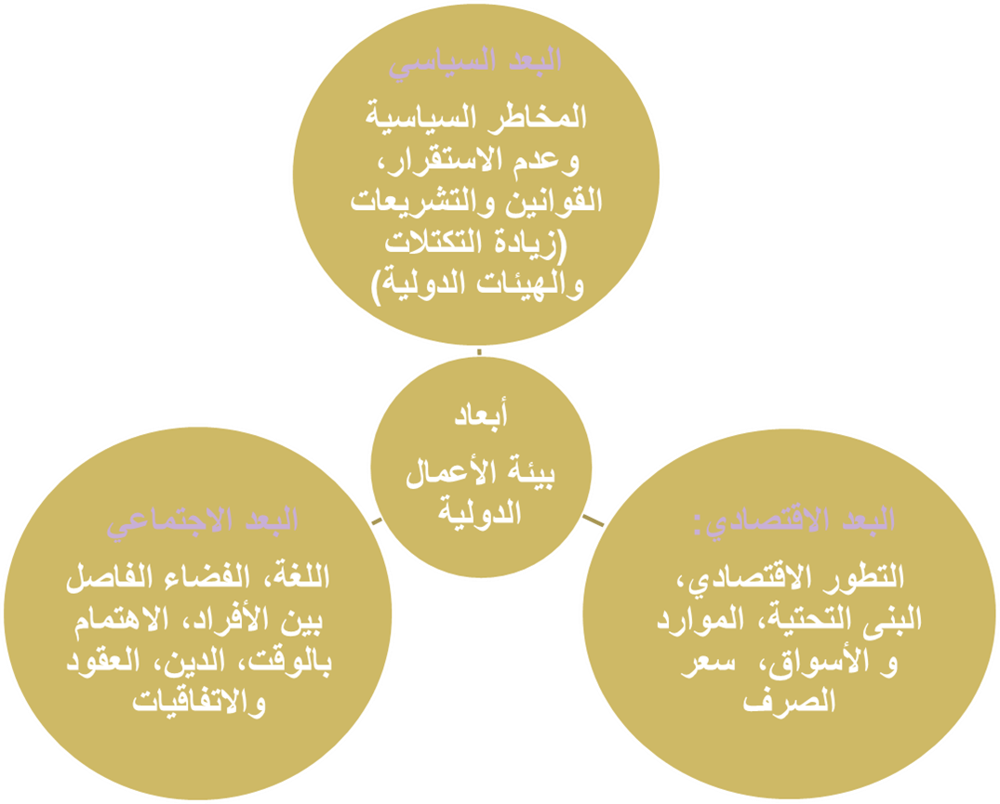 البعد السياسي
المخاطر السياسية
وعدم الاستقرار،
القوانين والتشريعات
(زيادة التكتلات
والهيئات الدولية)
أبعاد
بيئة الأعمال
الدولية
البعد الاقتصادي:
التطور الاقتصادي،
البنى التحتية، الموارد
و الأسواق، سعر
الصرف
البعد الاجتماعي
اللغة، الفضاء الفاصل
بين الأفراد، الاهتمام
بالوقت، الدين، العقود
والاتفاقيات